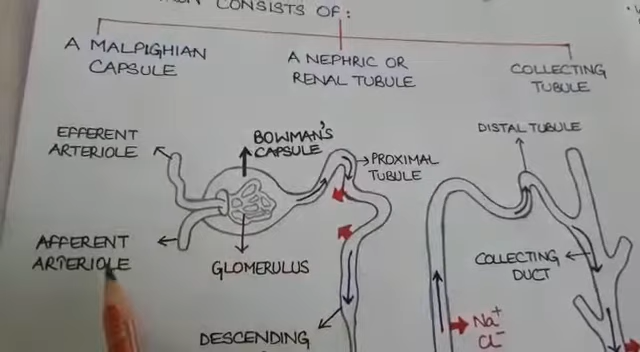 CONSISTS OF:
A MALPIGHIAN
CAPSULE
A NEPHRIC OR
RENAL TUBULE
COLLECTING
TUBULE
EFFERENT
ARTERIOLE
BOWMAN'S
CAPSULE
PROXIMAL
TUBULE
DISTAL TUBULE
AFFERENT
ARTERIOLE
GLOMERULUS
COLLECTING
DUCT
DESCENDING
Na+
Cl-